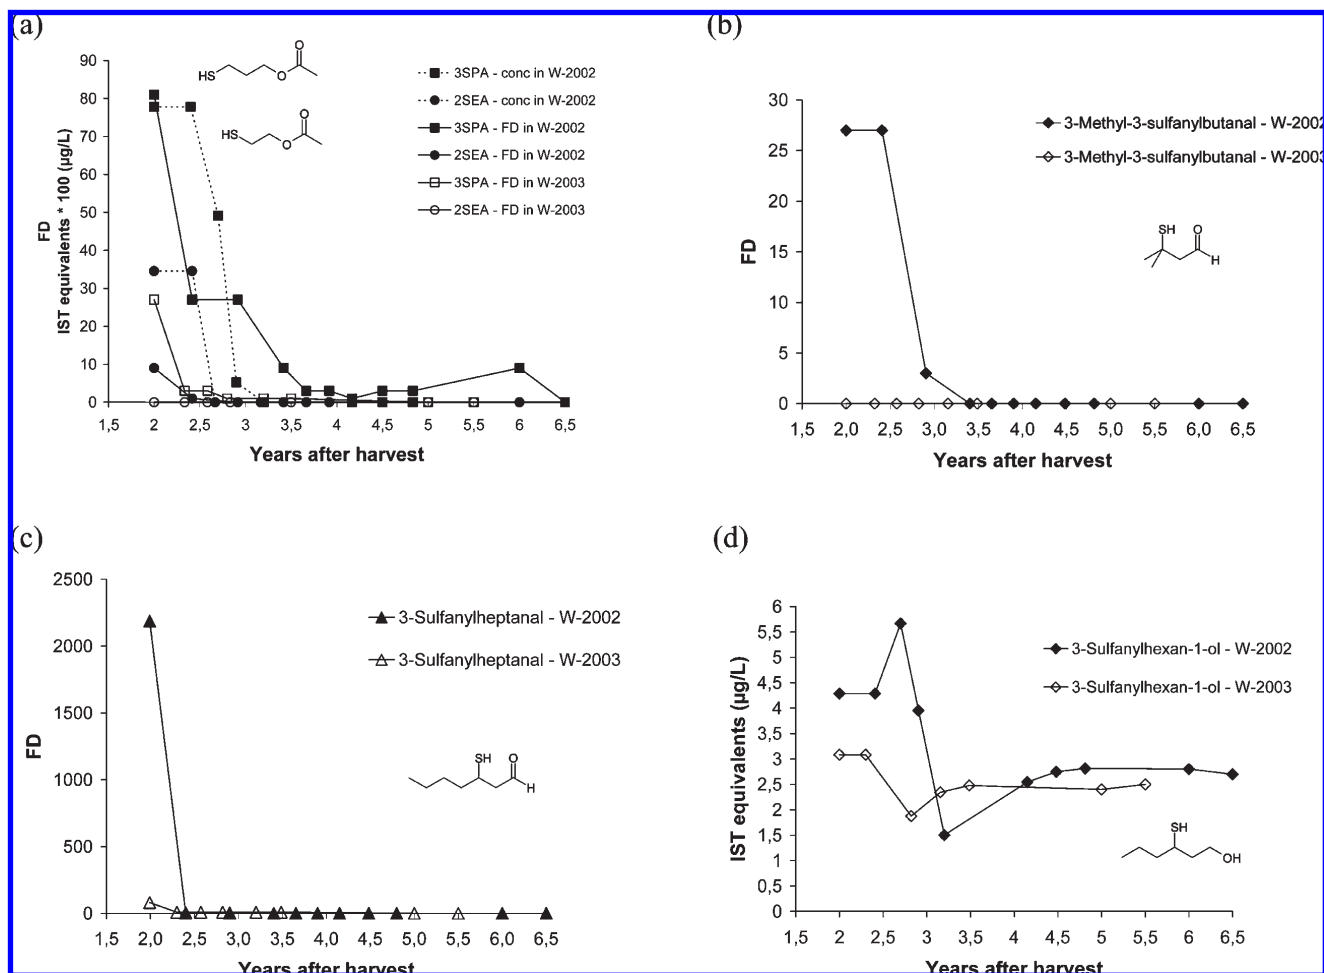 (a)
90
80
70
60
50
40
30
20
10
0
FD
IST equivalents * 100 (µg/L)
HS
O
O
HS
O
O
3SPA - conc in W-2002
2SEA - conc in W-2002
3SPA - FD in W-2002
2SEA - FD in W-2002
3SPA - FD in W-2003
2SEA - FD in W-2003
1,5 2 2,5 3 3,5 4 4,5 5 5,5 6 6,5
Years after harvest
(b)
30
25
20
15
10
5
0
FD
3-Methyl-3-sulfanylbutanal - W-2002
3-Methyl-3-sulfanylbutanal - W-2003
SH O
H
1,5 2,0 2,5 3,0 3,5 4,0 4,5 5,0 5,5 6,0 6,5
Years after harvest
(c)
2500
2000
1500
1000
500
0
FD
3-Sulfanylheptanal - W-2002
3-Sulfanylheptanal - W-2003
SH O
H
1,5 2,0 2,5 3,0 3,5 4,0 4,5 5,0 5,5 6,0 6,5
Years after harvest
(d)
6
5,5
5
4,5
4
3,5
3
2,5
2
1,5
1
0,5
0
IST equivalents (µg/L)
3-Sulfanylhexan-1-ol - W-2002
3-Sulfanylhexan-1-ol - W-2003
SH
OH
1,5 2 2,5 3 3,5 4 4,5 5 5,5 6 6,5
Years after harvest